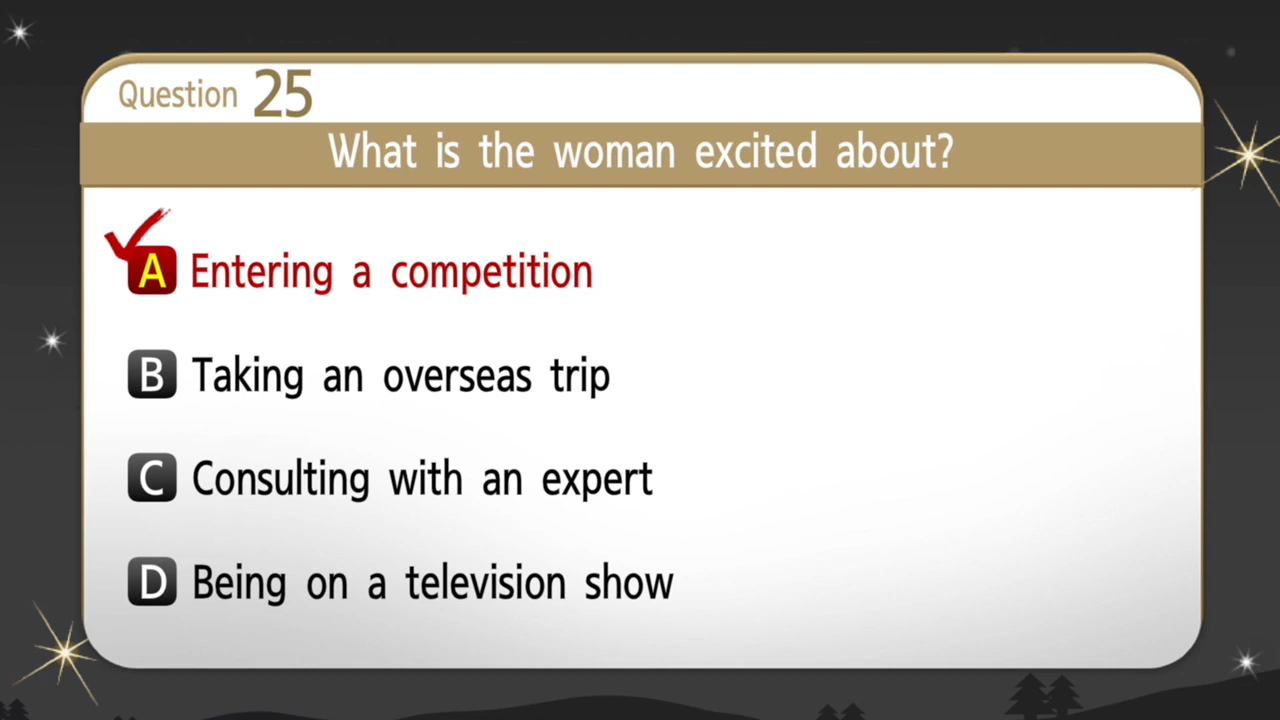 Question 25
What is the woman excited about?
A Entering a competition
B Taking an overseas trip
C Consulting with an expert
D Being on a television show